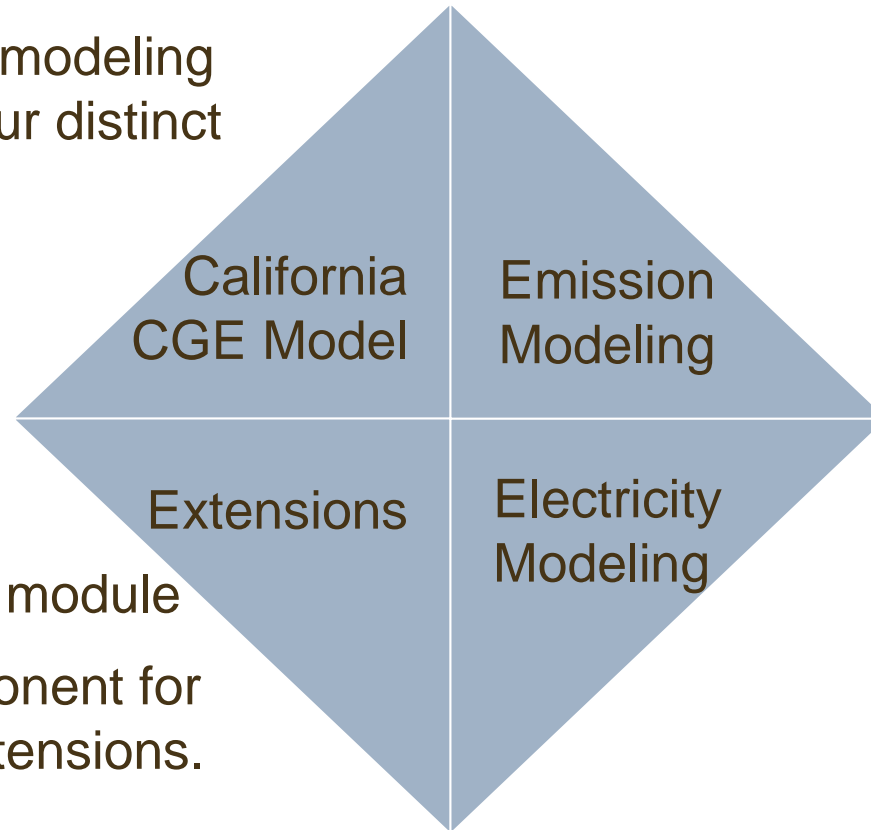 modeling
ur distinct
California
CGE Model
Emission
Modeling
Extensions
Electricity
Modeling
module
onent for
tensions.